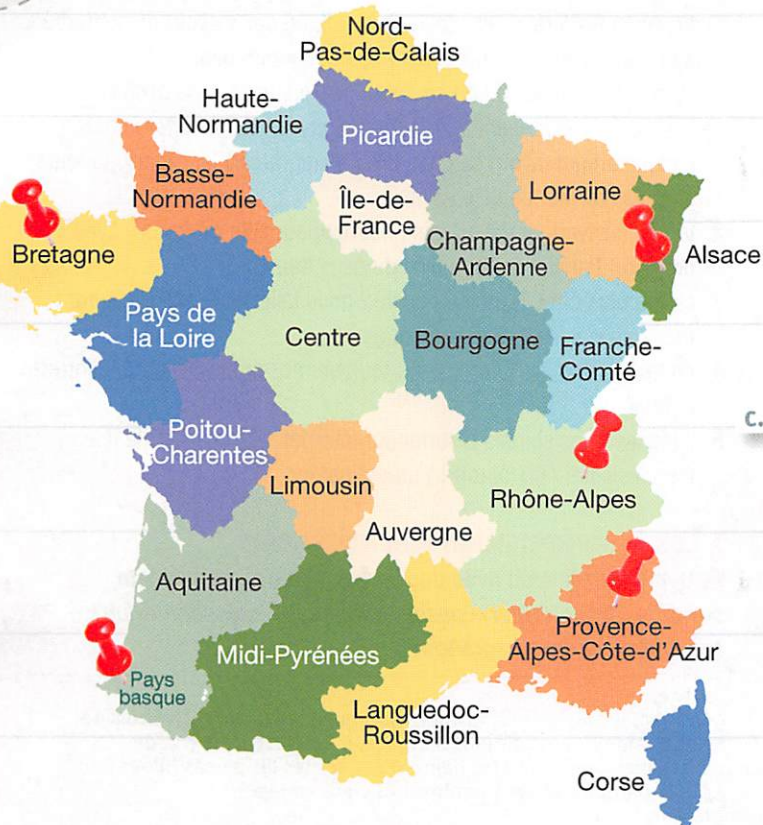 Nord-
Pas-de-Calais
Haute-
Normandie
Picardie
Basse-
Normandie
Île-de-
France
Lorraine
Champagne-
Ardenne
Alsace
Bretagne
Pays de
la Loire
Centre
Bourgogne
Franche-
Comté
c.
Poitou-
Charentes
Limousin
Rhône-Alpes
Auvergne
Aquitaine
Provence-
Alpes-Côte-d'Azur
Midi-Pyrénées
Pays
basque
Languedoc-
Roussillon
Corse